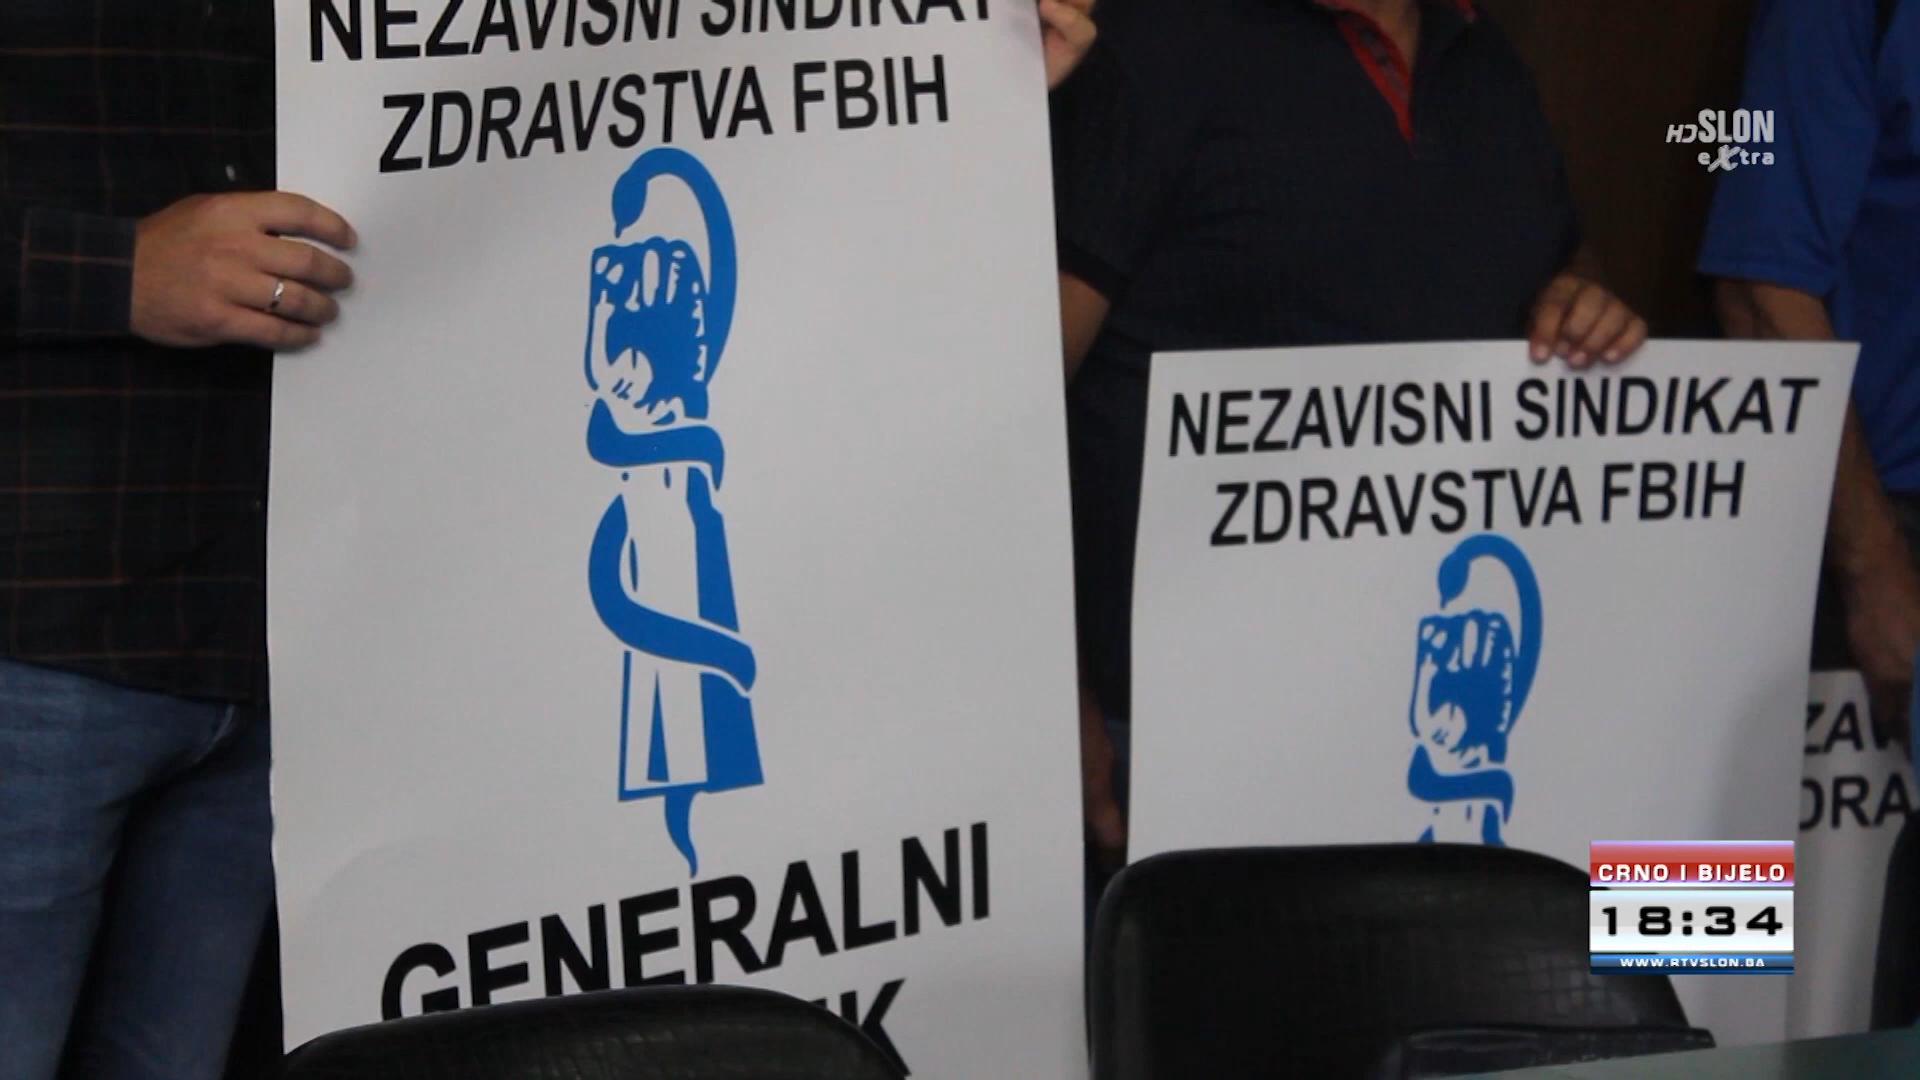 NEZAVISNI SINDIKAT
ZDRAVSTVA FBIH
GENERALNI
NEZAVISNI SINDIKAT
ZDRAVSTVA FBIH
HD SLON
eXtra
CRNO I BIJELO
18:34
WWW.RTVSLON.BA